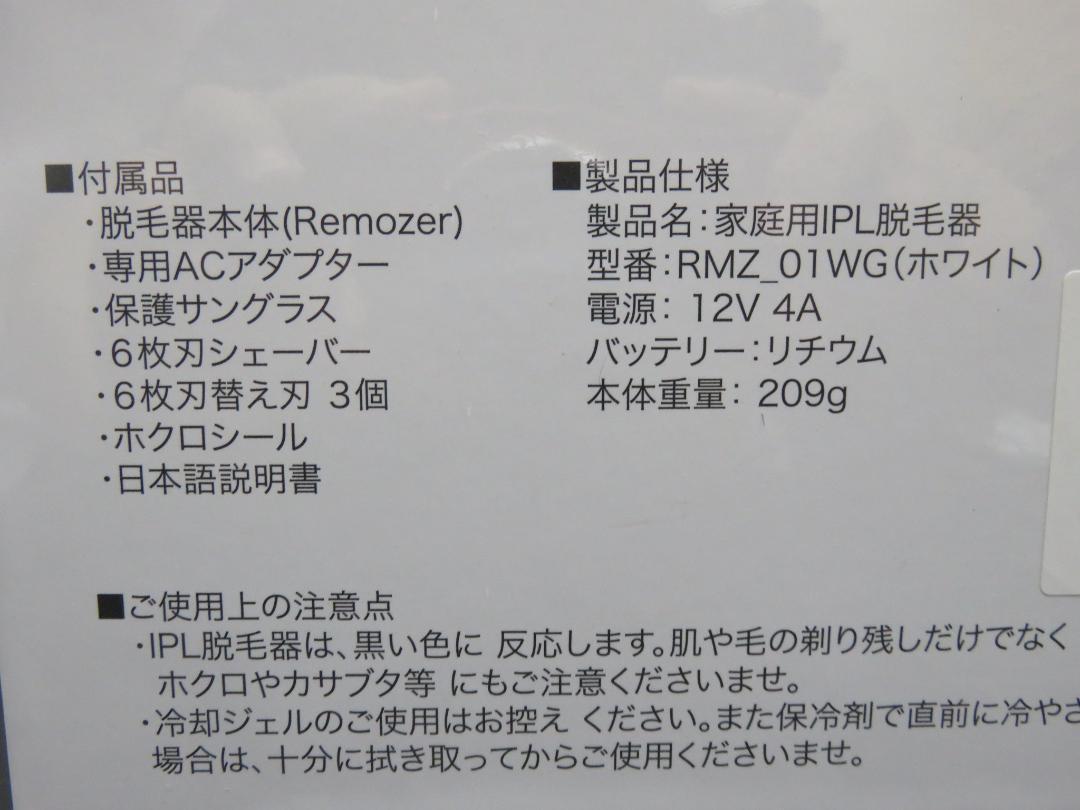 ■付属品
・脱毛器本体(Remozer)
・専用ACアダプター
・保護サングラス
・6枚刃シェーバー
・6枚刃替え刃 3個
・ホクロシール
・日本語説明書
■製品仕様
製品名：家庭用IPL脱毛器
型番：RMZ_01WG（ホワイト）
電源： 12V 4A
バッテリー：リチウム
本体重量： 209g
■ご使用上の注意点
・IPL脱毛器は、黒い色に 反応します。肌や毛の剃り残しだけでなく
ホクロやカサブタ等 にもご注意くださいませ。
・冷却ジェルのご使用はお控え ください。また保冷剤で直前に冷やさ
場合は、十分に拭き取ってからご使用くださいませ。